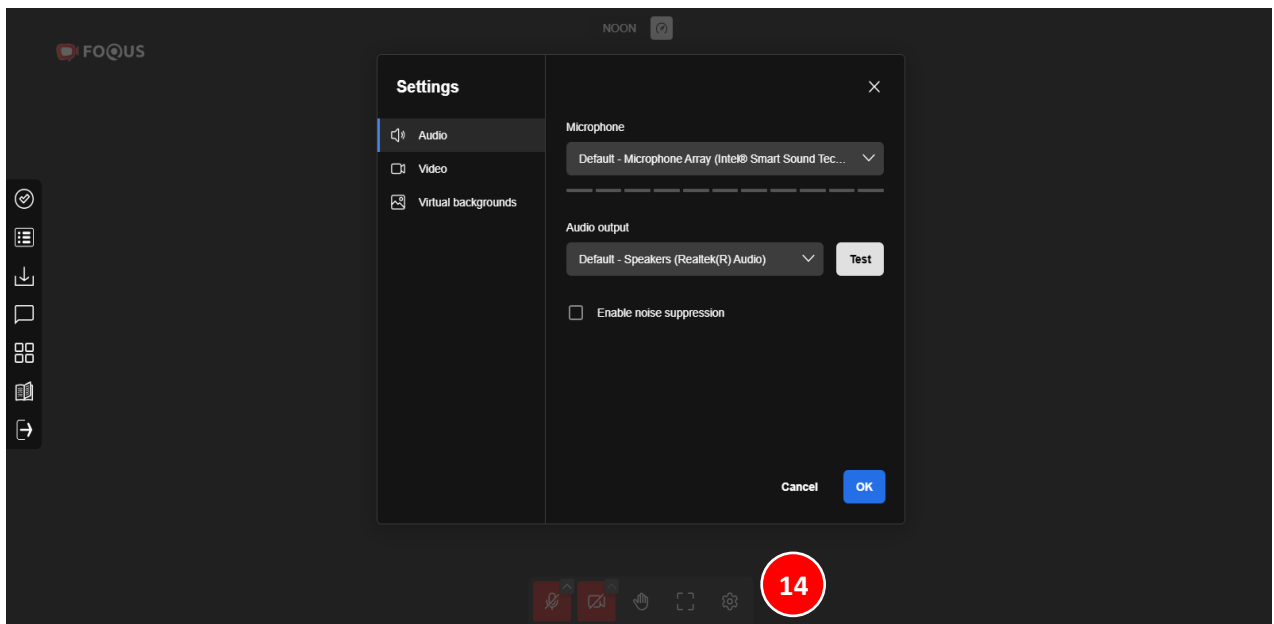 NOON
FOQUS
Settings
Audio
Video
Virtual backgrounds
Microphone
Default - Microphone Array (Intel® Smart Sound Tec...
Audio output
Default - Speakers (Realtek(R) Audio)
Test
Enable noise suppression
Cancel
OK
14